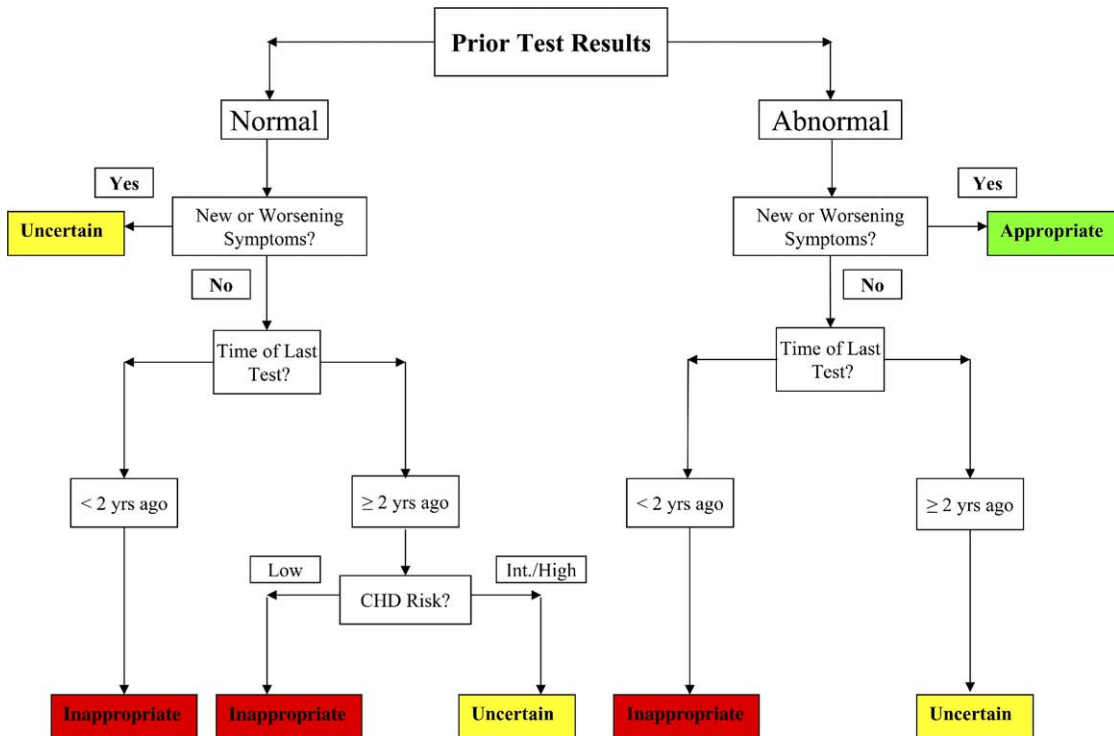 Prior Test Results
Normal
Abnormal
Yes
Yes
Uncertain
New or Worsening
Symptoms?
New or Worsening
Symptoms?
Appropriate
No
No
Time of Last
Test?
Time of Last
Test?
< 2 yrs ago
≥ 2 yrs ago
< 2 yrs ago
≥ 2 yrs ago
Low
Int./High
CHD Risk?
Inappropriate
Inappropriate
Uncertain
Inappropriate
Uncertain